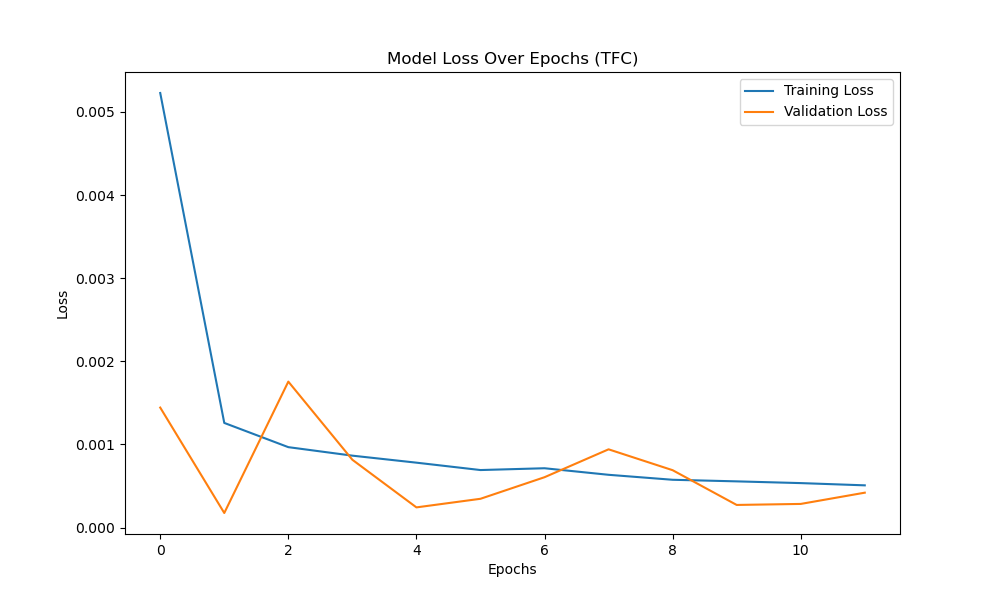 Model Loss Over Epochs (TFC)
Training Loss
Validation Loss
0.005
0.004
0.003
0.002
0.001
0.000
Loss
0 2 4 6 8 10
Epochs